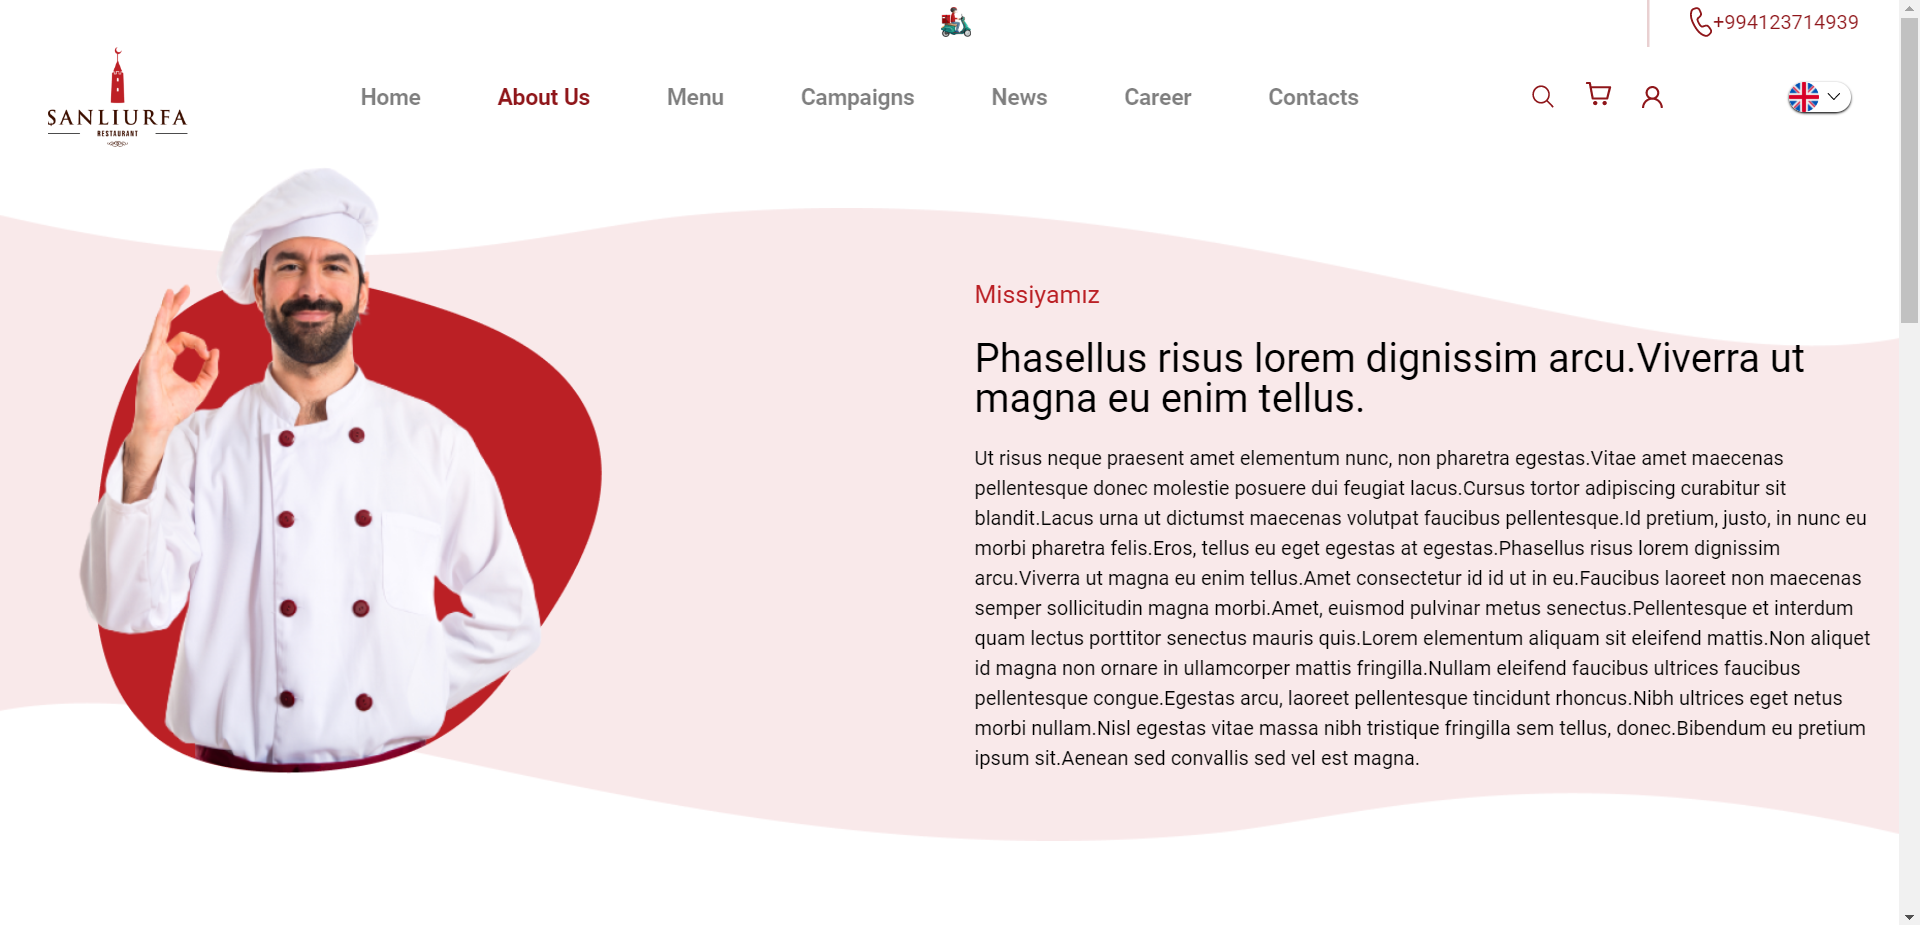 +994123714939
SANLIURFA
RESTAURANT
Home
About Us
Menu
Campaigns
News
Career
Contacts
Missiyamız
Phasellus risus lorem dignissim arcu.Viverra ut
magna eu enim tellus.
Ut risus neque praesent amet elementum nunc, non pharetra egestas.Vitae amet maecenas
pellentesque donec molestie posuere dui feugiat lacus.Cursus tortor adipiscing curabitur sit
blandit.Lacus urna ut dictumst maecenas volutpat faucibus pellentesque.Id pretium, justo, in nunc eu
morbi pharetra felis.Eros, tellus eu eget egestas at egestas.Phasellus risus lorem dignissim
arcu.Viverra ut magna eu enim tellus.Amet consectetur id id ut in eu.Faucibus laoreet non maecenas
semper sollicitudin magna morbi.Amet, euismod pulvinar metus senectus.Pellentesque et interdum
quam lectus porttitor senectus mauris quis.Lorem elementum aliquam sit eleifend mattis.Non aliquet
id magna non ornare in ullamcorper mattis fringilla.Nullam eleifend faucibus ultrices faucibus
pellentesque congue.Egestas arcu, laoreet pellentesque tincidunt rhoncus.Nibh ultrices eget netus
morbi nullam.Nisl egestas vitae massa nibh tristique fringilla sem tellus, donec.Bibendum eu pretium
ipsum sit.Aenean sed convallis sed vel est magna.